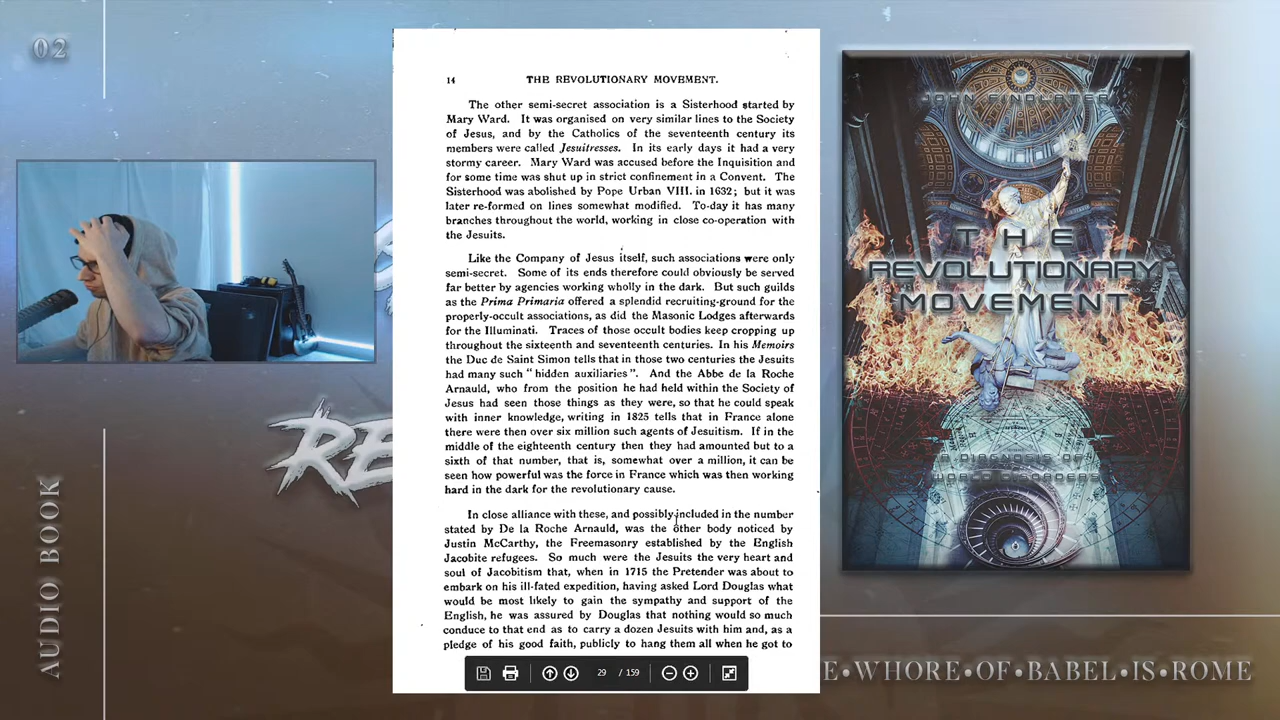 02
AUDIO BOOK
RE
14 THE REVOLUTIONARY MOVEMENT.
The other semi-secret association is a Sisterhood started by
Mary Ward. It was organised on very similar lines to the Society
of Jesus, and by the Catholics of the seventeenth century its
members were called Jesuitresses. In its early days it had a very
stormy career. Mary Ward was accused before the Inquisition and
for some time was shut up in strict confinement in a Convent. The
Sisterhood was abolished by Pope Urban VIII. in 1632; but it was
later re-formed on lines somewhat modified. To-day it has many
branches throughout the world, working in close co-operation with
the Jesuits.
Like the Company of Jesus itself, such associations were only
semi-secret. Some of its ends therefore could obviously be served
far better by agencies working wholly in the dark. But such guilds
as the Prima Primaria offered a splendid recruiting-ground for the
properly-occult associations, as did the Masonic Lodges afterwards
for the Illuminati. Traces of those occult bodies keep cropping up
throughout the sixteenth and seventeenth centuries. In his Memoirs
the Duc de Saint Simon tells that in those two centuries the Jesuits
had many such "hidden auxiliaries". And the Abbe de la Roche
Arnauld, who from the position he had held within the Society of
Jesus had seen those things as they were, so that he could speak
with inner knowledge, writing in 1825 tells that in France alone
there were then over six million such agents of Jesuitism. If in the
middle of the eighteenth century then they had amounted but to a
sixth of that number, that is, somewhat over a million, it can be
seen how powerful was the force in France which was then working
hard in the dark for the revolutionary cause.
In close alliance with these, and possibly included in the number
stated by De la Roche Arnauld, was the other body noticed by
Justin McCarthy, the Freemasonry established by the English
Jacobite refugees. So much were the Jesuits the very heart and
soul of Jacobitism that, when in 1715 the Pretender was about to
embark on his ill-fated expedition, having asked Lord Douglas what
would be most likely to gain the sympathy and support of the
English, he was assured by Douglas that nothing would so much
conduce to that end as to carry a dozen Jesuits with him and, as a
pledge of his good faith, publicly to hang them all when he got to
29 / 159
JOHN FINDLATER
THE
REVOLUTIONARY
MOVEMENT
A DIAGNOSIS OF
WORLD DISORDERS
E•WHORE•OF•BABEL•IS•ROME